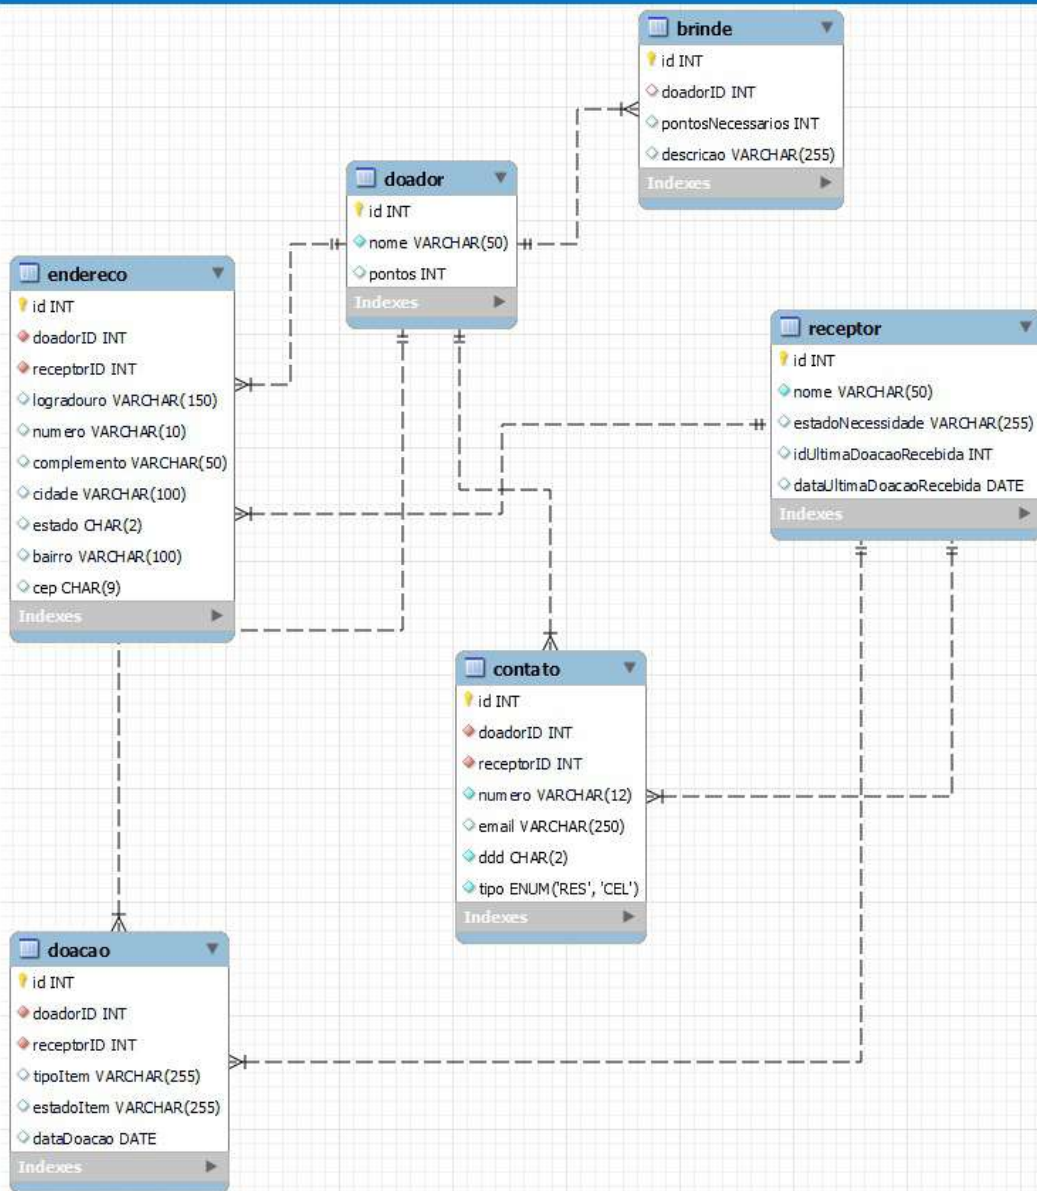 brinde
id INT
doadorID INT
pontosNecessarios INT
descricao VARCHAR(255)
Indexes
doador
id INT
nome VARCHAR(50)
pontos INT
Indexes
endereco
id INT
doadorID INT
receptorID INT
logradouro VARCHAR(150)
numero VARCHAR(10)
complemento VARCHAR(50)
cidade VARCHAR(100)
estado CHAR(2)
bairro VARCHAR(100)
cep CHAR(9)
Indexes
receptor
id INT
nome VARCHAR(50)
estadoNecessidade VARCHAR(255)
idUltimaDoacaoRecebida INT
dataUltimaDoacaoRecebida DATE
Indexes
contato
id INT
doadorID INT
receptorID INT
numero VARCHAR(12)
email VARCHAR(250)
ddd CHAR(2)
tipo ENUM('RES', 'CEL')
Indexes
doacao
id INT
doadorID INT
receptorID INT
tipoItem VARCHAR(255)
estadoItem VARCHAR(255)
dataDoacao DATE
Indexes